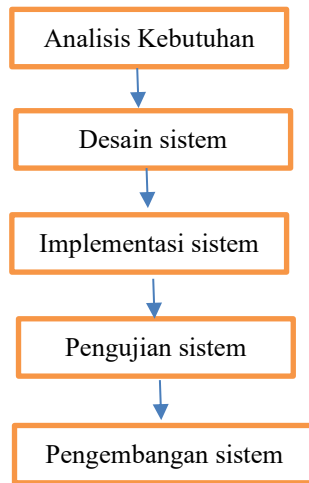 Analisis Kebutuhan
Desain sistem
Implementasi sistem
Pengujian sistem
Pengembangan sistem